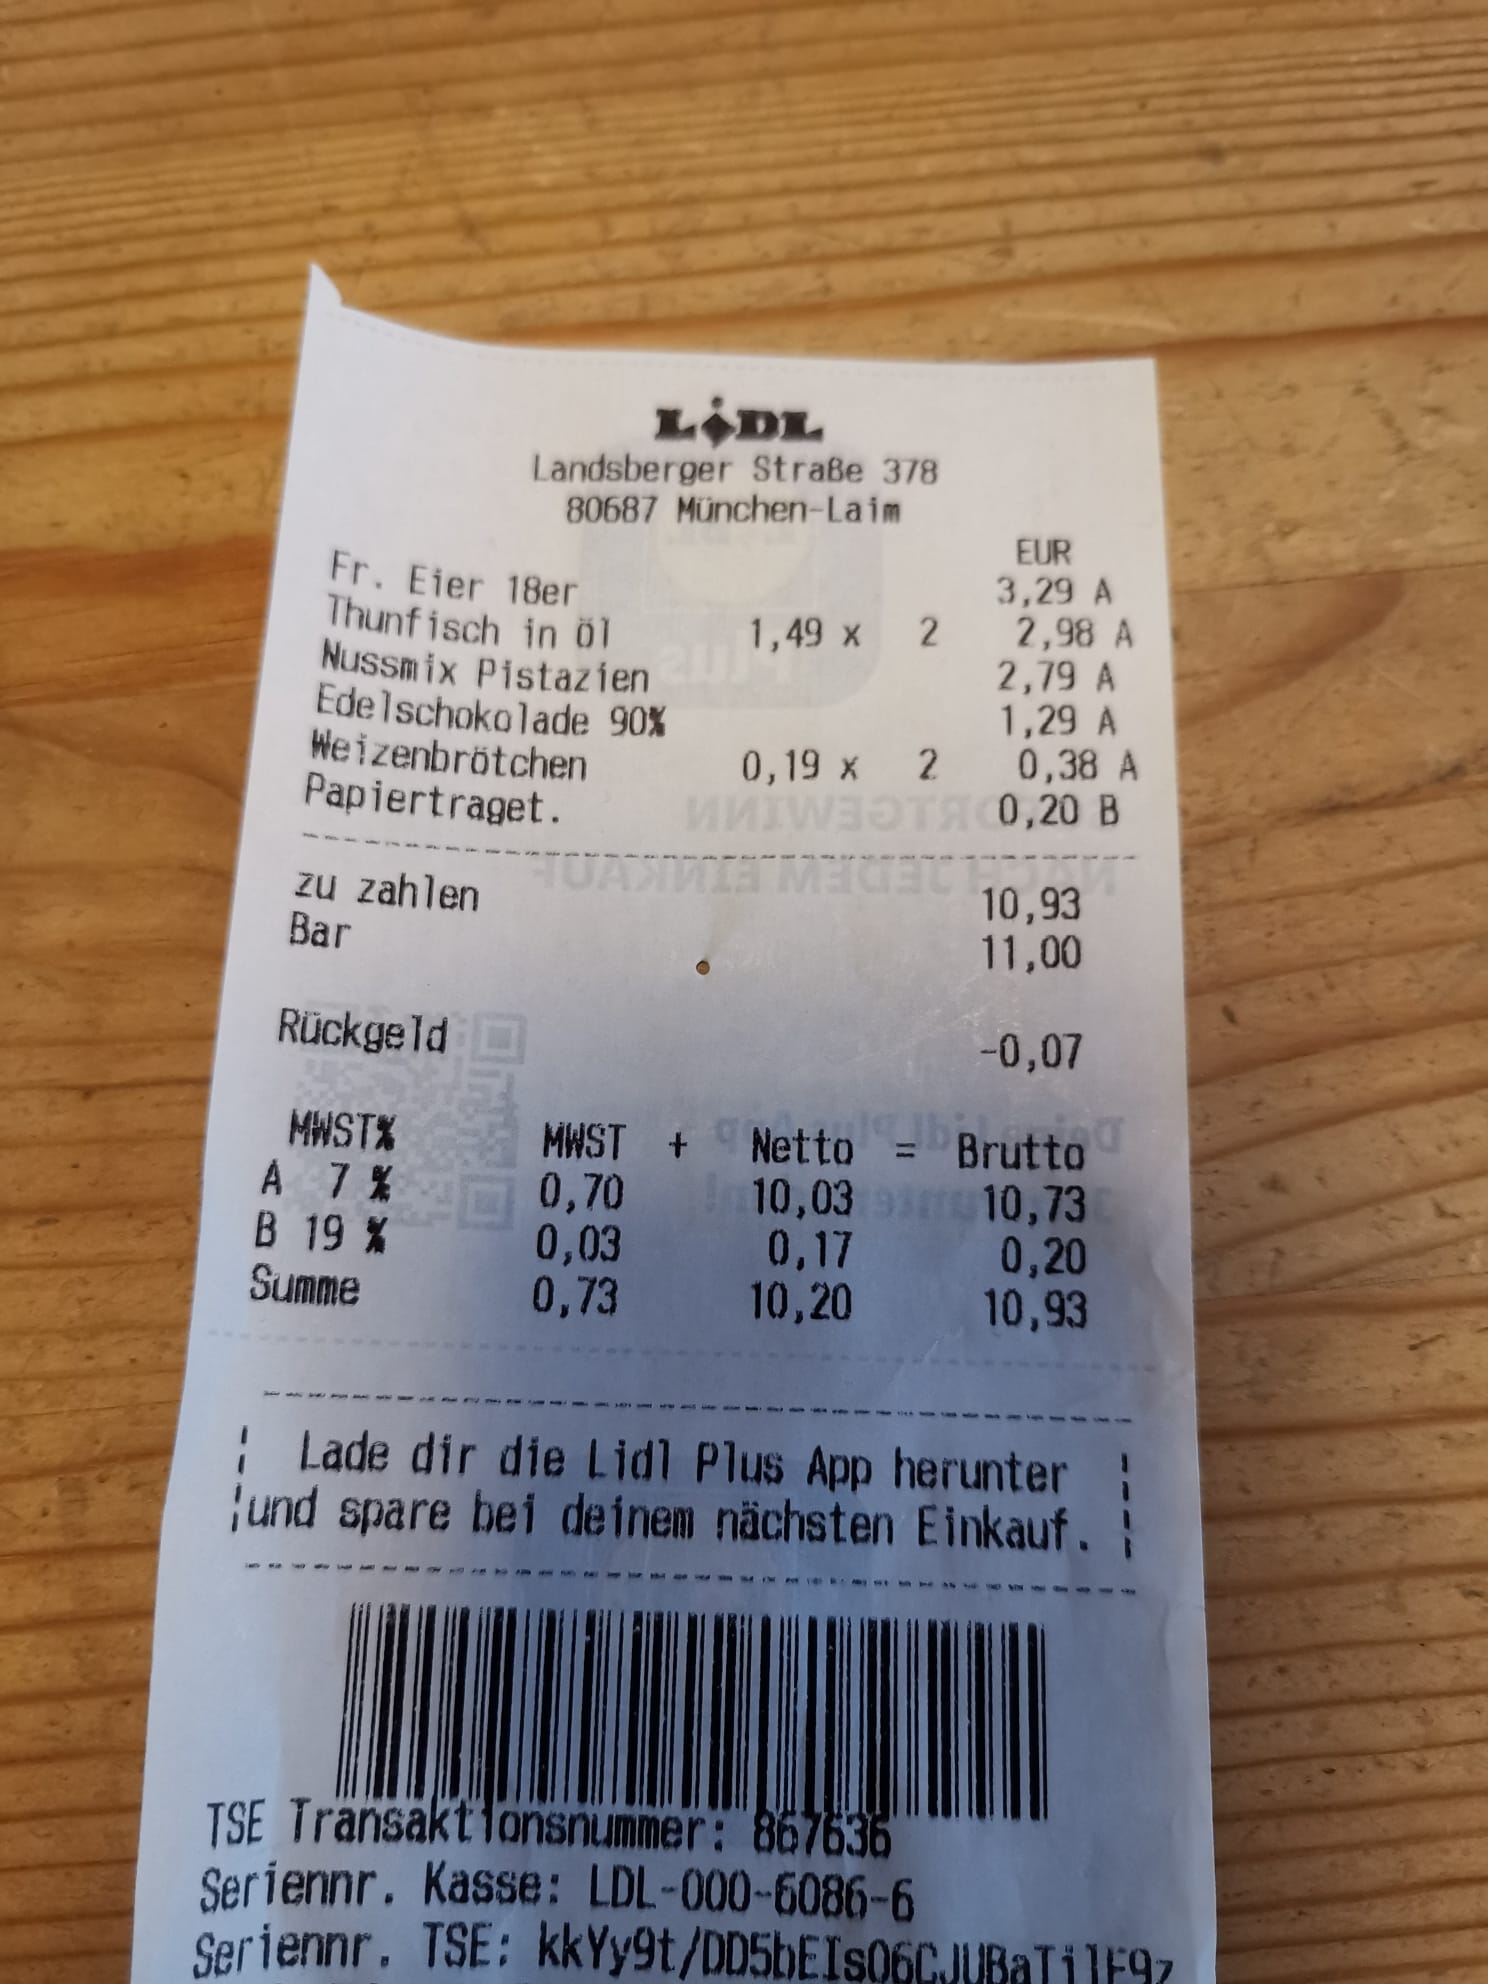 LiDL
Landsberger Straße 378
80687 München-Laim
EUR
Fr. Eier 18er 3,29 A
Thunfisch in Öl 1,49 x 2 2,98 A
Nussmix Pistazien 2,79 A
Edelschokolade 90% 1,29 A
Weizenbrötchen 0,19 x 2 0,38 A
Papiertraget. 0,20 B
zu zahlen 10,93
Bar 11,00
Rückgeld -0,07
MWST% MWST + Netto = Brutto
A 7 % 0,70 10,03 10,73
B 19 % 0,03 0,17 0,20
Summe 0,73 10,20 10,93
Lade dir die Lidl Plus App herunter
und spare bei deinem nächsten Einkauf.
TSE Transaktionsnummer: 867636
Seriennr. Kasse: LDL-000-6086-6
Seriennr. TSE: